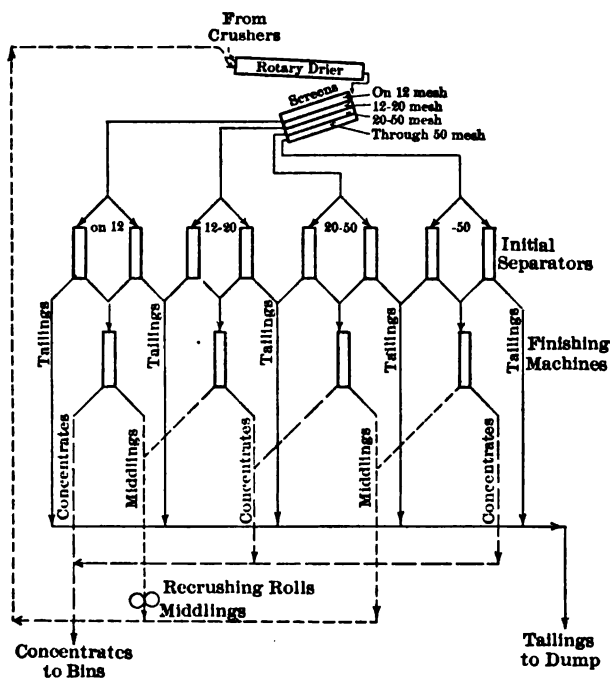 From
Crushers
Rotary Drier
Screens
On 12 mesh
12-20 mesh
20-50 mesh
Through 50 mesh
on 12
12-20
20-50
-50
Initial
Separators
Tailings
Tailings
Tailings
Tailings
Tailings
Finishing
Machines
Concentrates
Middlings
Concentrates
Middlings
Concentrates
Recrushing Rolls
Middlings
Concentrates
to Bins
Tailings
to Dump